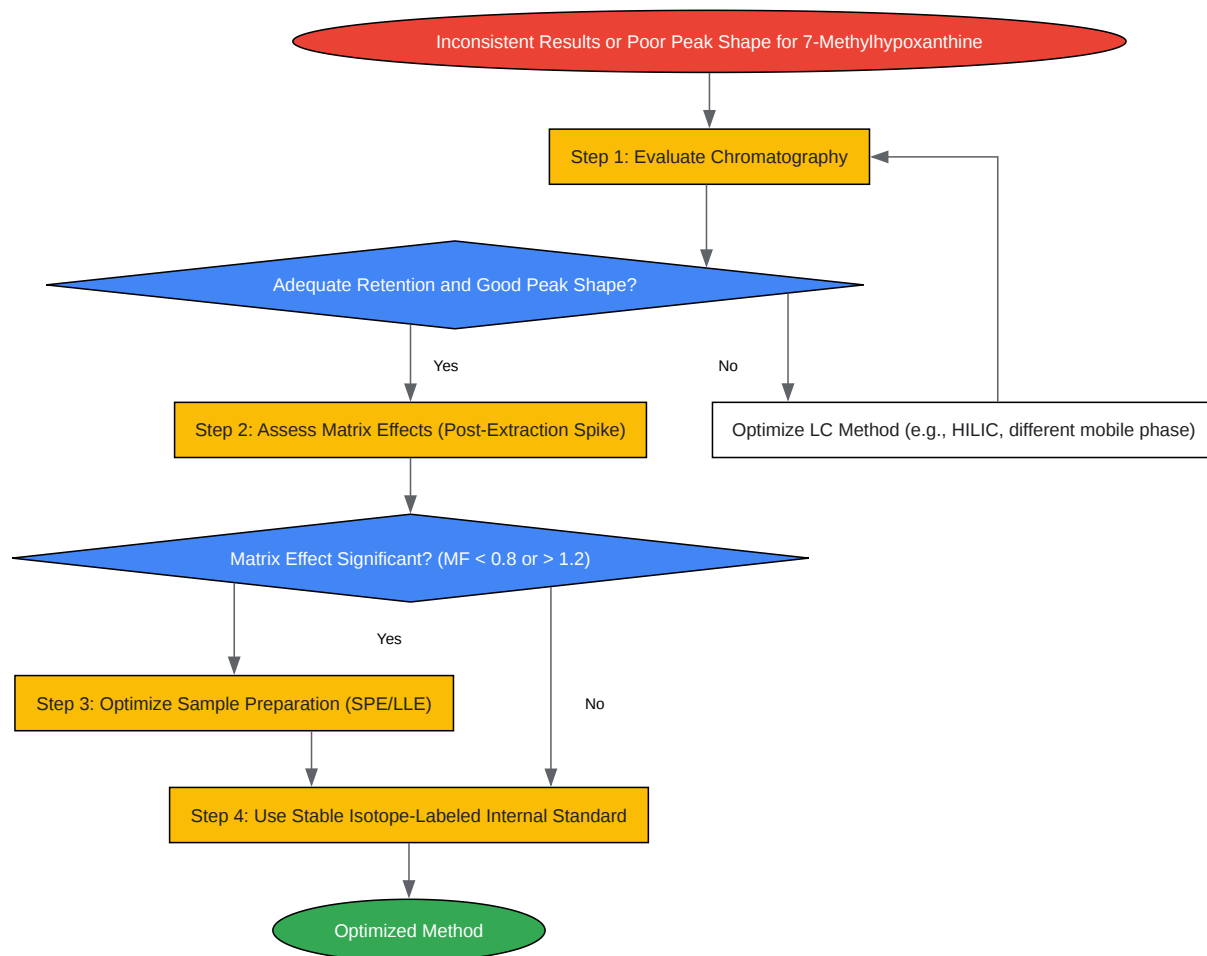 Inconsistent Results or Poor Peak Shape for 7-Methylhypoxanthine
Step 1: Evaluate Chromatography
Adequate Retention and Good Peak Shape?
Yes
No
Step 2: Assess Matrix Effects (Post-Extraction Spike)
Optimize LC Method (e.g., HILIC, different mobile phase)
Matrix Effect Significant? (MF < 0.8 or > 1.2)
Yes
Step 3: Optimize Sample Preparation (SPE/LLE)
No
Step 4: Use Stable Isotope-Labeled Internal Standard
Optimized Method